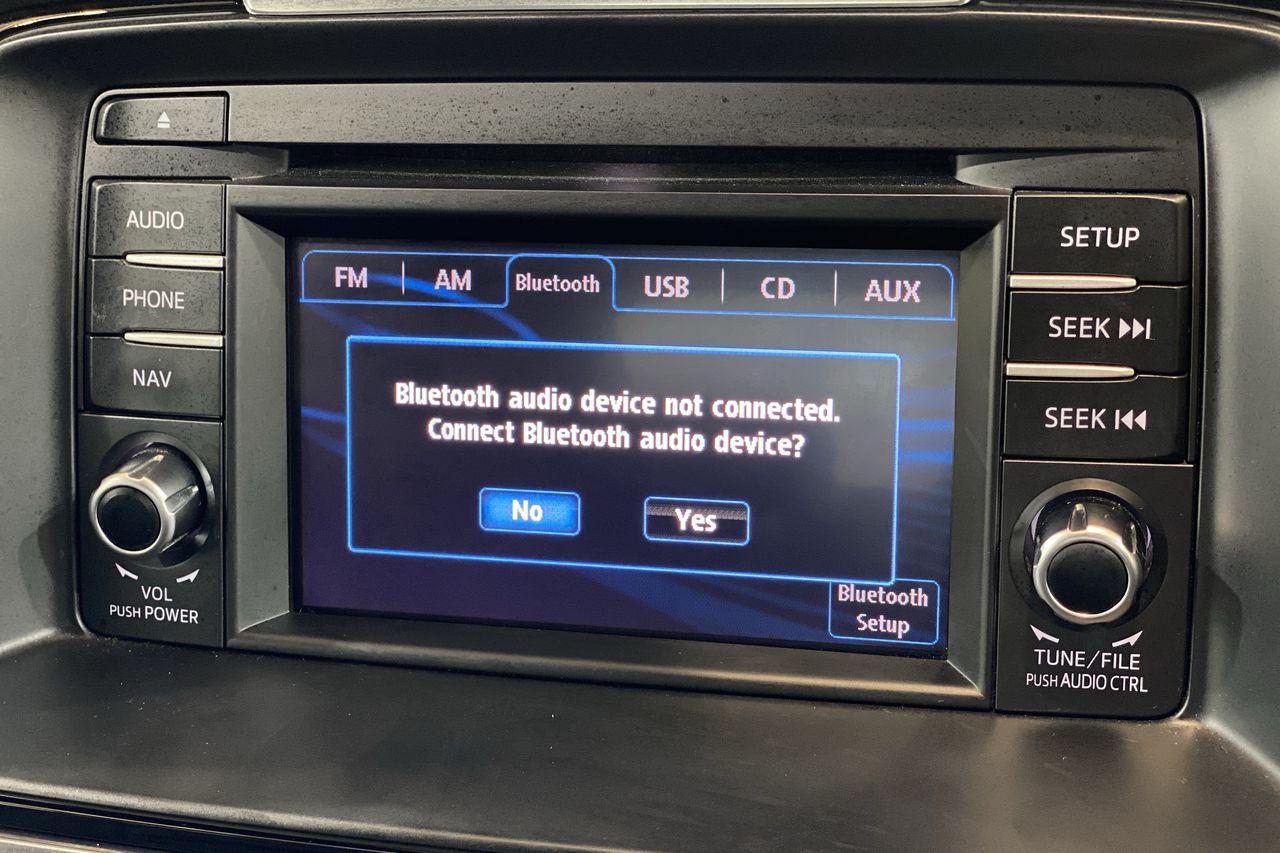 AUDIO
PHONE
NAV
VOL
PUSH POWER
FM AM Bluetooth USB CD AUX
Bluetooth audio device not connected.
Connect Bluetooth audio device?
No Yes
Bluetooth
Setup
SETUP
SEEK
SEEK
TUNE/FILE
PUSH AUDIO CTRL